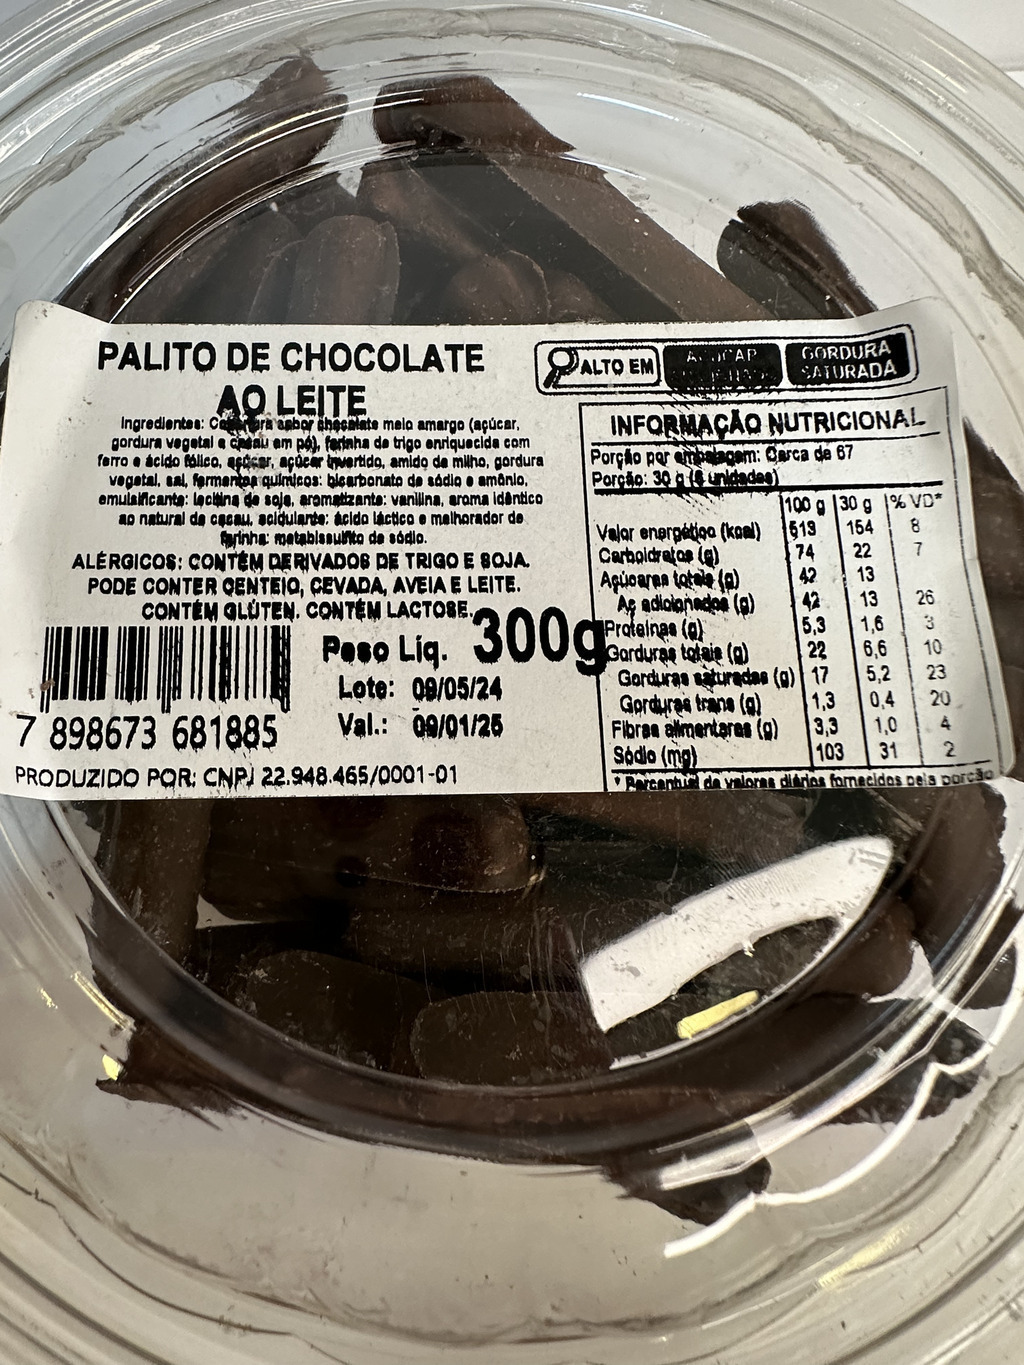 PALITO DE CHOCOLATE
AO LEITE
Ingredientes: sabor chocolate meio amargo (açúcar,
gordura vegetal e cacau em pó), farinha de trigo enriquecida com
ferro e ácido fólico, açúcar, açúcar invertido, amido de milho, gordura
vegetal, sal, fermentos químicos: bicarbonato de sódio e amônio,
emulsificante: lecitina de soja, aromatizante: vanilina, aroma idêntico
ao natural de cacau, acidulante: ácido láctico e melhorador de
farinha: metabissulfito de sódio.
ALÉRGICOS: CONTÉM DERIVADOS DE TRIGO E SOJA.
PODE CONTER CENTEIO, CEVADA, AVEIA E LEITE.
CONTÉM GLÚTEN. CONTÉM LACTOSE.
Peso Líq. 300g
Lote: 09/05/24
Val.: 09/01/25
7 898673 681885
PRODUZIDO POR: CNPJ 22.948.465/0001-01
ALTO EM
AÇÚCAR
GORDURA
SATURADA
INFORMAÇÃO NUTRICIONAL
Porção por embalagem: Cerca de 67
Porção: 30 g unidades)
100 g 30 g % VD*
Valor energético (kcal) 513 154 8
Carboidratos (g) 74 22 7
Açúcares totais (g) 42 13
Aç adicionados (g) 42 13 26
Proteínas (g) 5,3 1,6 3
Gorduras totais (g) 22 6,6 10
Gorduras saturadas (g) 17 5,2 23
Gorduras trans (g) 1,3 0,4 20
Fibras alimentares (g) 3,3 1,0 4
Sódio (mg) 103 31 2
* Percentual de valores diários fornecidos pela porção